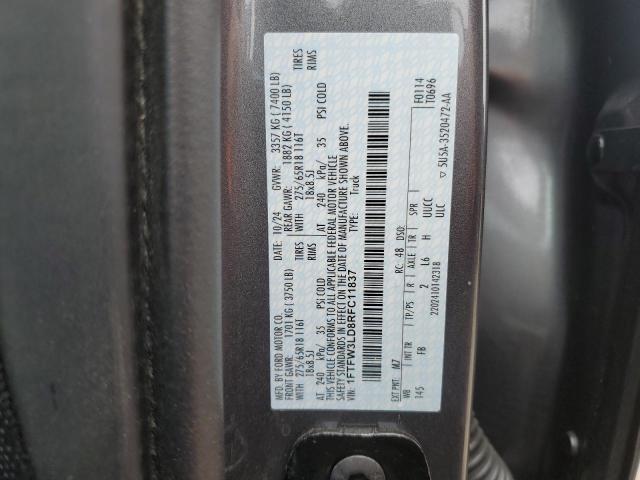 MFD. BY FORD MOTOR CO.
DATE: 10/24 GVWR: 3357 KG ( 7400 LB)
FRONT GAWR: 1701 KG ( 3750 LB) REAR GAWR: 1882 KG ( 4150 LB)
WITH 275/65R18 116T TIRES WITH 275/65R18 116T TIRES
18x8.5J RIMS 18x8.5J RIMS
AT 240 kPa/ 35 PSI COLD AT 240 kPa/ 35 PSI COLD
THIS VEHICLE CONFORMS TO ALL APPLICABLE FEDERAL MOTOR VEHICLE
SAFETY STANDARDS IN EFFECT ON THE DATE OF MANUFACTURE SHOWN ABOVE.
VIN: 1FTFW3LD8RFC11837 TYPE: Truck
EXT PNT: M7 RC: 48 DSO: F0114
T0696
WB INT TR TP/PS R AXLE TR SPR
145 FB 2 L6 H UUCC
ULC
2202410142318 ▽ 5U5A-3520472-AA